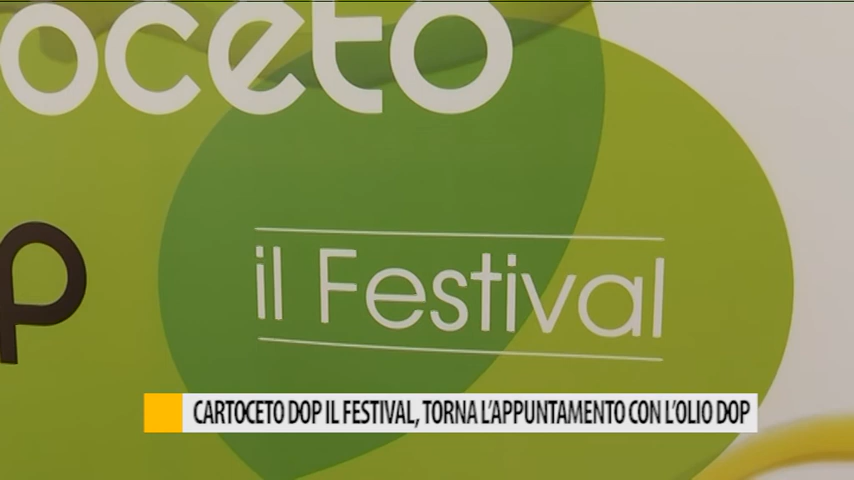 oceto
p
il Festival
CARTOCETO DOP IL FESTIVAL, TORNA L'APPUNTAMENTO CON L'OLIO DOP